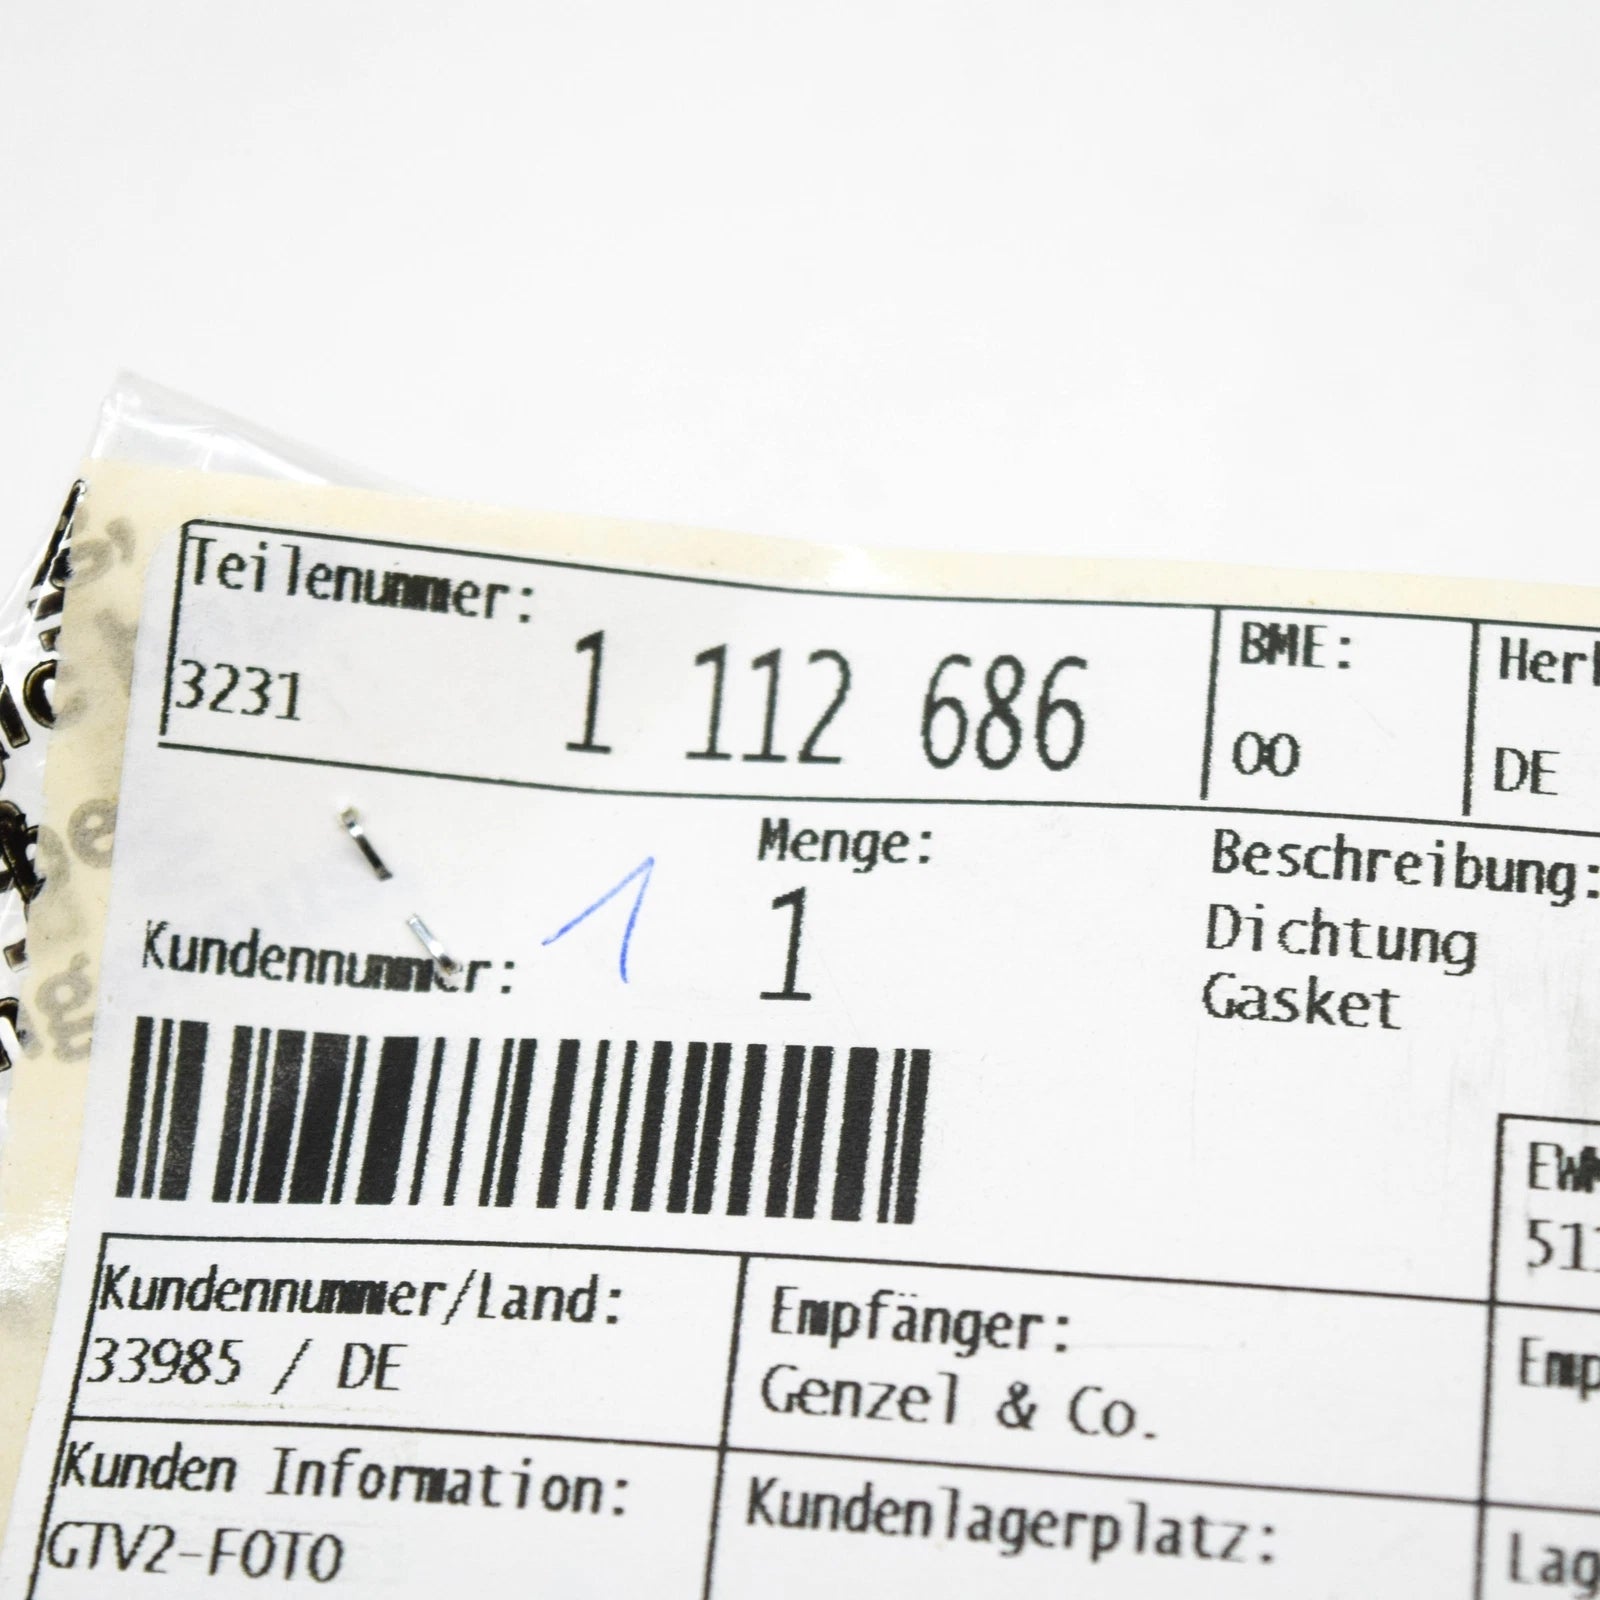 Teilenummer:
3231 1 112 686
BME:
00
DE
Menge:
1
Kundennummer: 1
Beschreibung:
Dichtung
Gasket
Kundennummer/Land:
33985 / DE
Empfänger:
Genzel & Co.
Kunden Information:
GTV2-FOTO
Kundenlagerplatz: